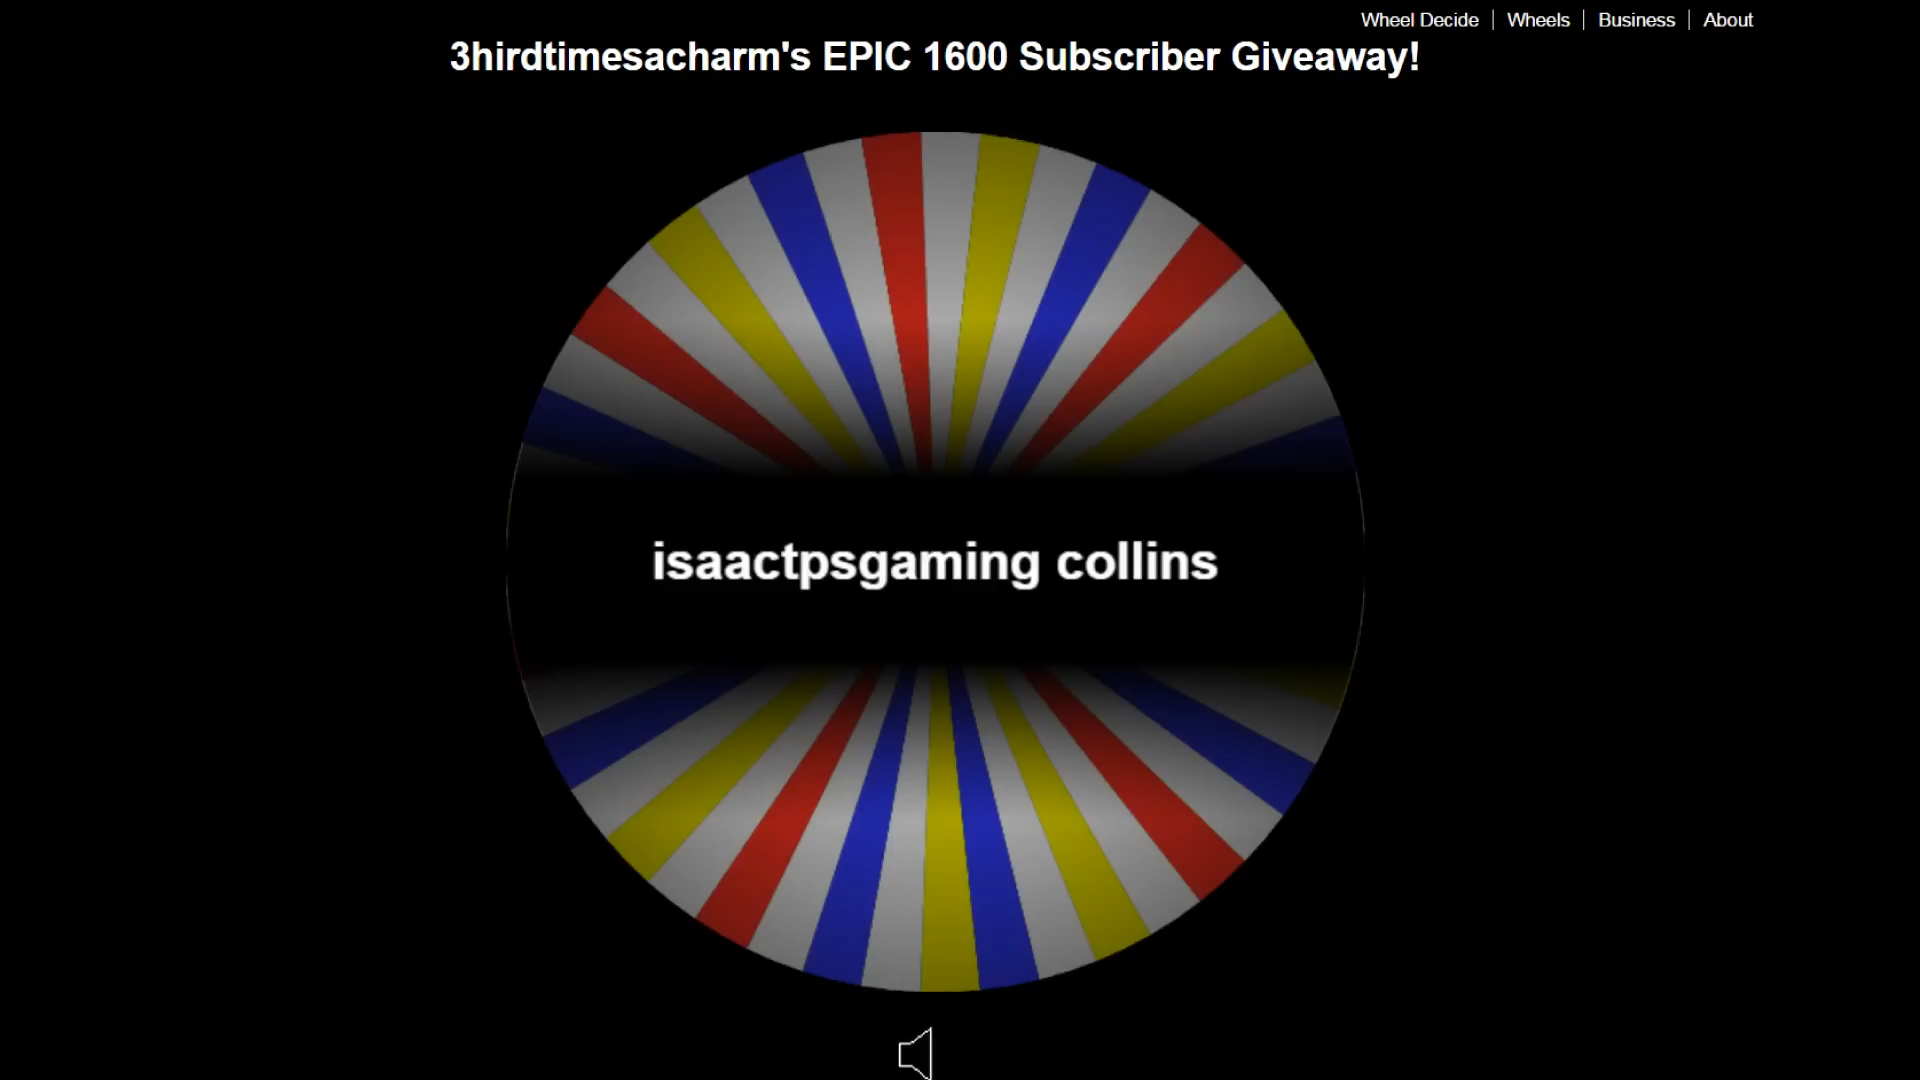 Wheel Decide | Wheels | Business | About
3hirdtimesacharm's EPIC 1600 Subscriber Giveaway!
isaactpsgaming collins